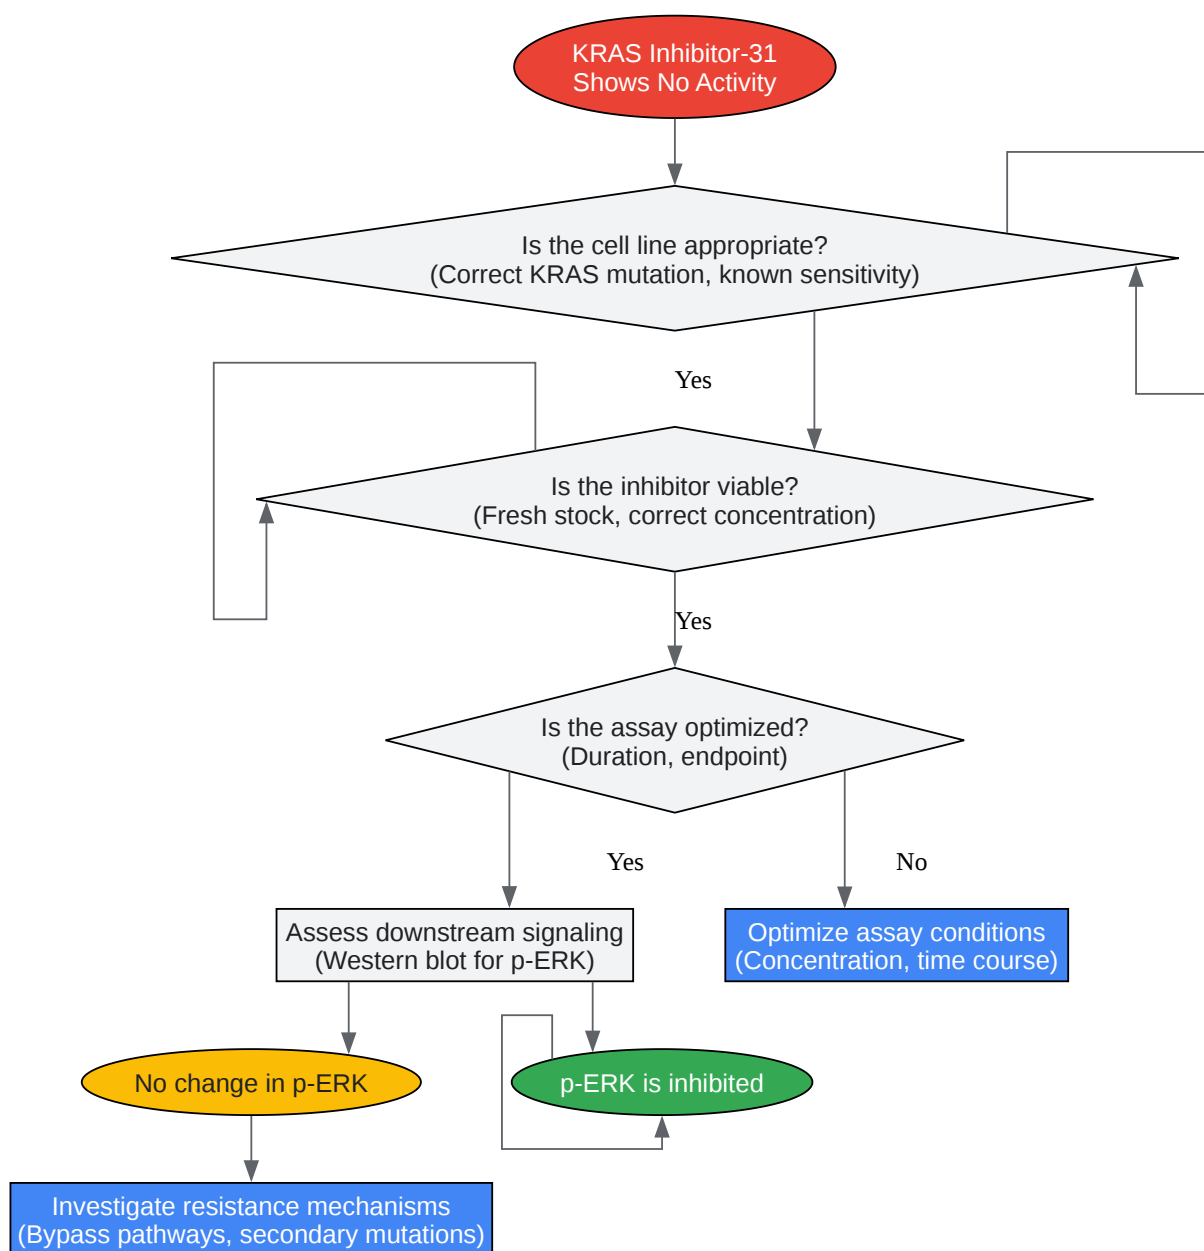 KRAS Inhibitor-31
Shows No Activity
Is the cell line appropriate?
(Correct KRAS mutation, known sensitivity)
Yes
Is the inhibitor viable?
(Fresh stock, correct concentration)
Yes
Is the assay optimized?
(Duration, endpoint)
Yes
No
Assess downstream signaling
(Western blot for p-ERK)
Optimize assay conditions
(Concentration, time course)
No change in p-ERK
p-ERK is inhibited
Investigate resistance mechanisms
(Bypass pathways, secondary mutations)